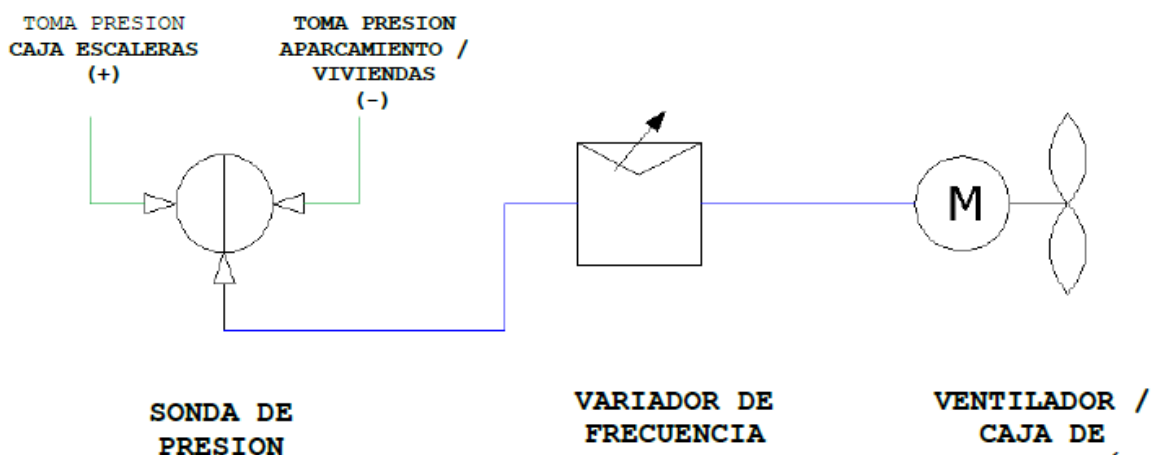 TOMA PRESION
CAJA ESCALERAS
(+)
TOMA PRESION
APARCAMIENTO /
VIVIENDAS
(-)
M
SONDA DE
PRESION
VARIADOR DE
FRECUENCIA
VENTILADOR /
CAJA DE